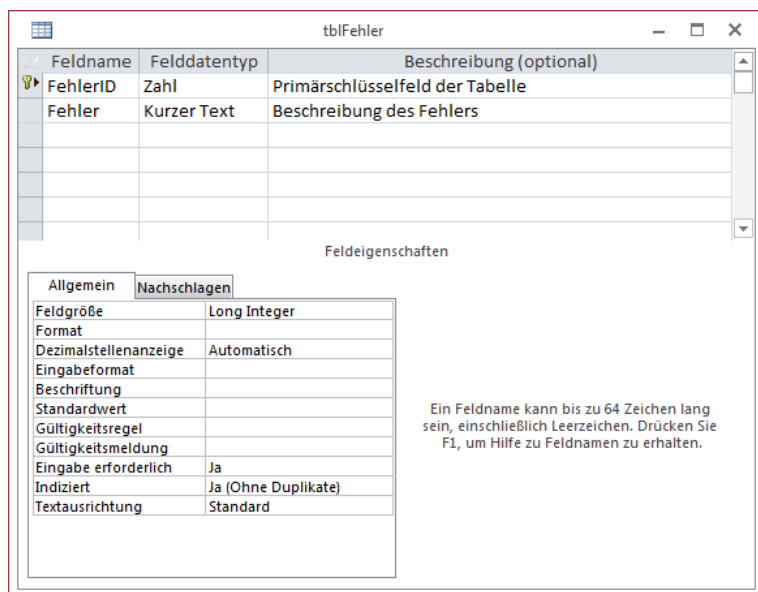 tblFehler
Feldname Felddatentyp Beschreibung (optional)
FehlerID Zahl Primärschlüsselfeld der Tabelle
Fehler Kurzer Text Beschreibung des Fehlers
Feldeigenschaften
Allgemein Nachschlagen
Feldgröße Long Integer
Format
Dezimalstellenanzeige Automatisch
Eingabeformat
Beschriftung
Standardwert
Gültigkeitsregel
Gültigkeitsmeldung
Eingabe erforderlich Ja
Indiziert Ja (Ohne Duplikate)
Textausrichtung Standard
Ein Feldname kann bis zu 64 Zeichen lang
sein, einschließlich Leerzeichen. Drücken Sie
F1, um Hilfe zu Feldnamen zu erhalten.